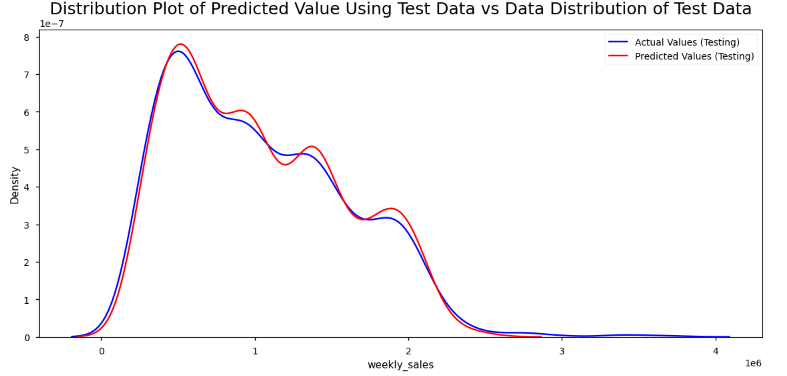 Distribution Plot of Predicted Value Using Test Data vs Data Distribution of Test Data
1e−7
Actual Values (Testing)
Predicted Values (Testing)
8
7
6
5
4
3
2
1
0
Density
0 1 2 3 4
1e6
weekly_sales